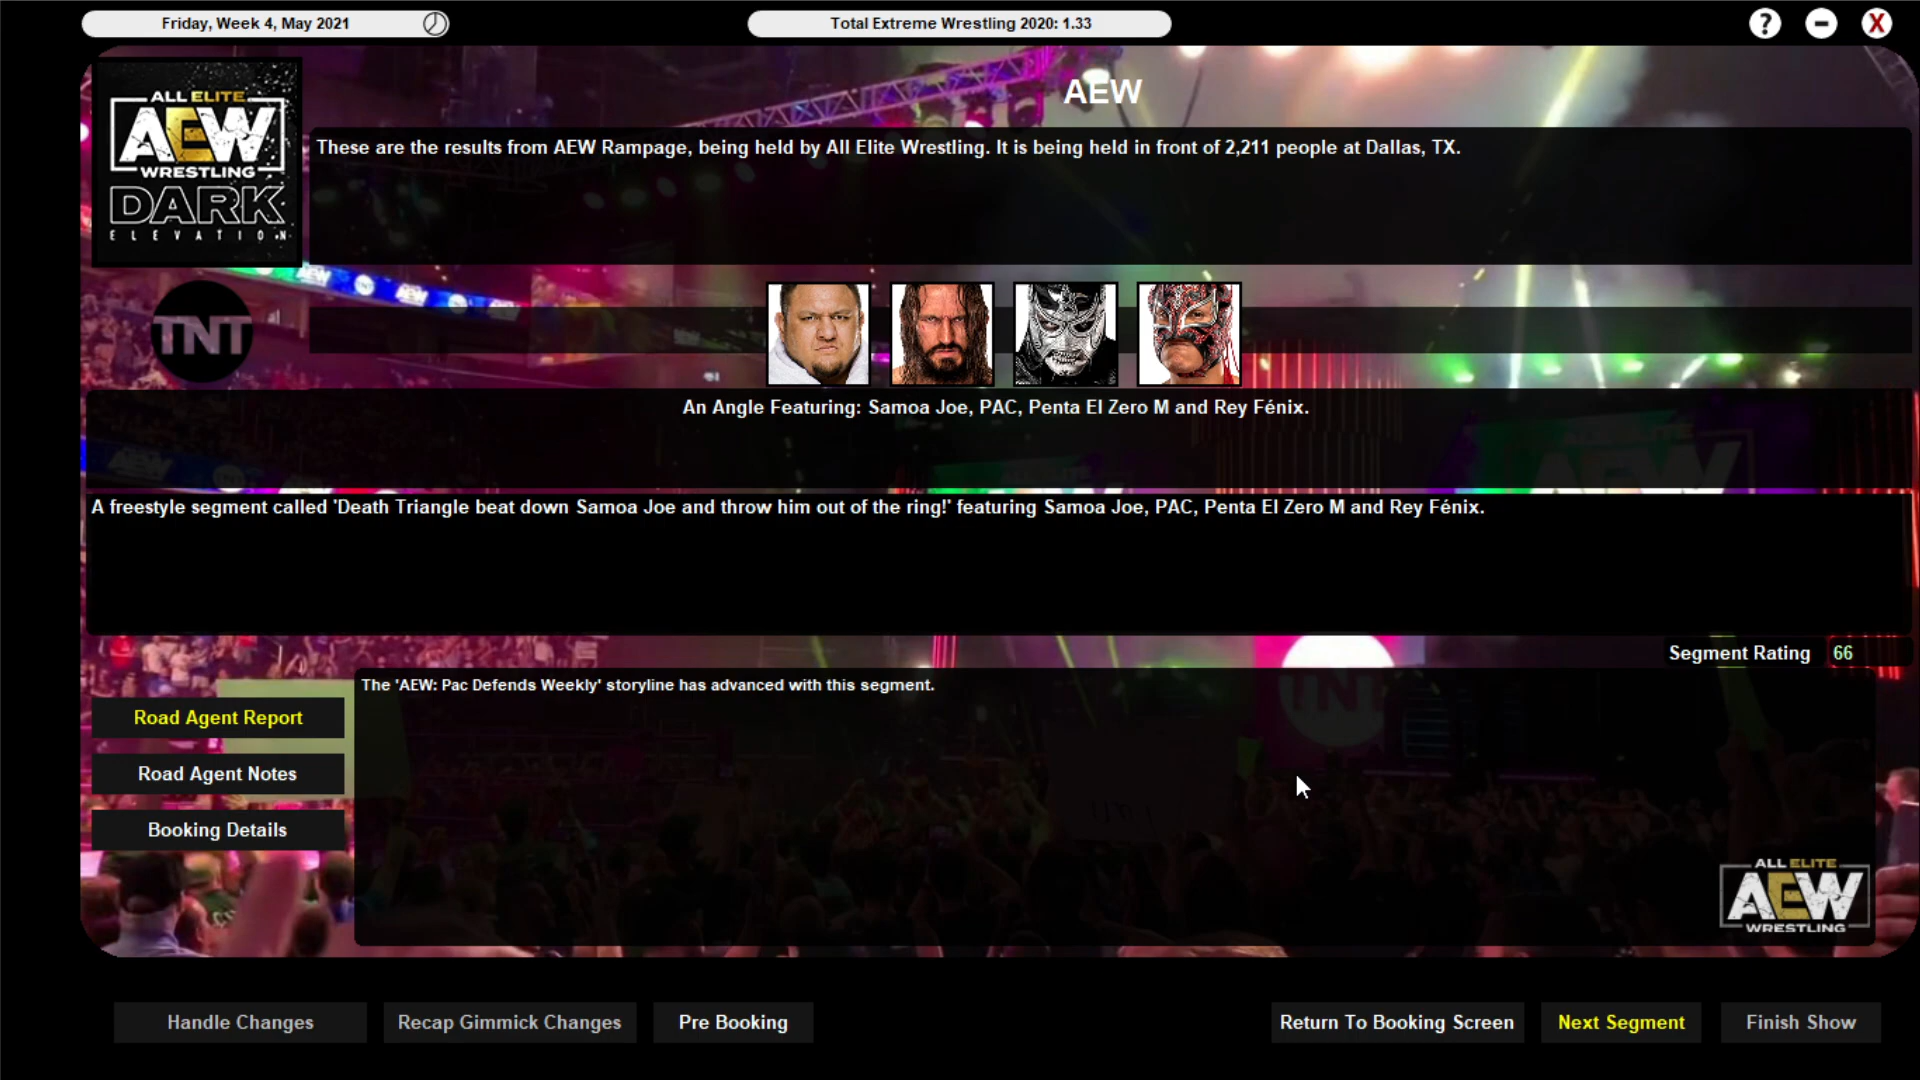 Friday, Week 4, May 2021
Total Extreme Wrestling 2020: 1.33
?
X
ALL ELITE
AEW
WRESTLING
DARK
ELEVATION
AEW
These are the results from AEW Rampage, being held by All Elite Wrestling. It is being held in front of 2,211 people at Dallas, TX.
TNT
An Angle Featuring: Samoa Joe, PAC, Penta El Zero M and Rey Fénix.
A freestyle segment called 'Death Triangle beat down Samoa Joe and throw him out of the ring!' featuring Samoa Joe, PAC, Penta El Zero M and Rey Fénix.
Segment Rating 66
The 'AEW: Pac Defends Weekly' storyline has advanced with this segment.
Road Agent Report
Road Agent Notes
Booking Details
TNT
ALL ELITE
AEW
WRESTLING
Handle Changes
Recap Gimmick Changes
Pre Booking
Return To Booking Screen
Next Segment
Finish Show